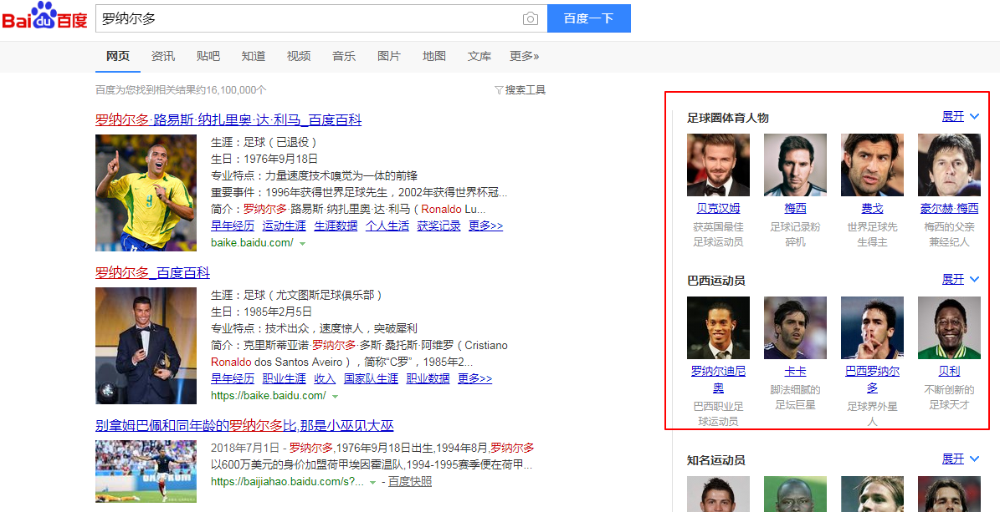 Bai du 百度
罗纳尔多
百度一下
网页 资讯 贴吧 知道 视频 音乐 图片 地图 文库 更多»
百度为您找到相关结果约16,100,000个
搜索工具
罗纳尔多·路易斯·纳扎里奥·达·利马_百度百科
生涯：足球（已退役）
生日：1976年9月18日
专业特点：力量速度技术嗅觉为一体的前锋
重要事件：1996年获得世界足球先生，2002年获得世界杯冠...
简介：罗纳尔多·路易斯·纳扎里奥·达·利马（Ronaldo Lu...
早年经历 运动生涯 生涯数据 个人生活 获奖记录 更多>>
baike.baidu.com/
罗纳尔多_百度百科
生涯：足球（尤文图斯足球俱乐部）
生日：1985年2月5日
专业特点：技术出众，速度惊人，突破犀利
简介：克里斯蒂亚诺·罗纳尔多·多斯·桑托斯·阿维罗（Cristiano
Ronaldo dos Santos Aveiro），简称“C罗”，1985年2...
早年经历 职业生涯 收入 国家队生涯 职业数据 更多>>
https://baike.baidu.com/
别拿姆巴佩和同年龄的罗纳尔多比,那是小巫见大巫
2018年7月1日 - 罗纳尔多,1976年9月18日出生,1994年8月,罗纳尔多
以600万美元的身价加盟荷甲埃因霍温队,1994-1995赛季便在荷甲...
https://baijiahao.baidu.com/s?... - 百度快照
足球圈体育人物 展开
贝克汉姆 梅西 费戈 豪尔赫·梅西
获英国最佳 足球记录粉 世界足球先 梅西的父亲
足球运动员 碎机 生得主 兼经纪人
巴西运动员 展开
罗纳尔迪尼 卡卡 巴西罗纳尔 贝利
奥 脚法细腻的 多 不断创新的
巴西职业足 足坛巨星 足球界外星 足球天才
球运动员 人
知名运动员 展开